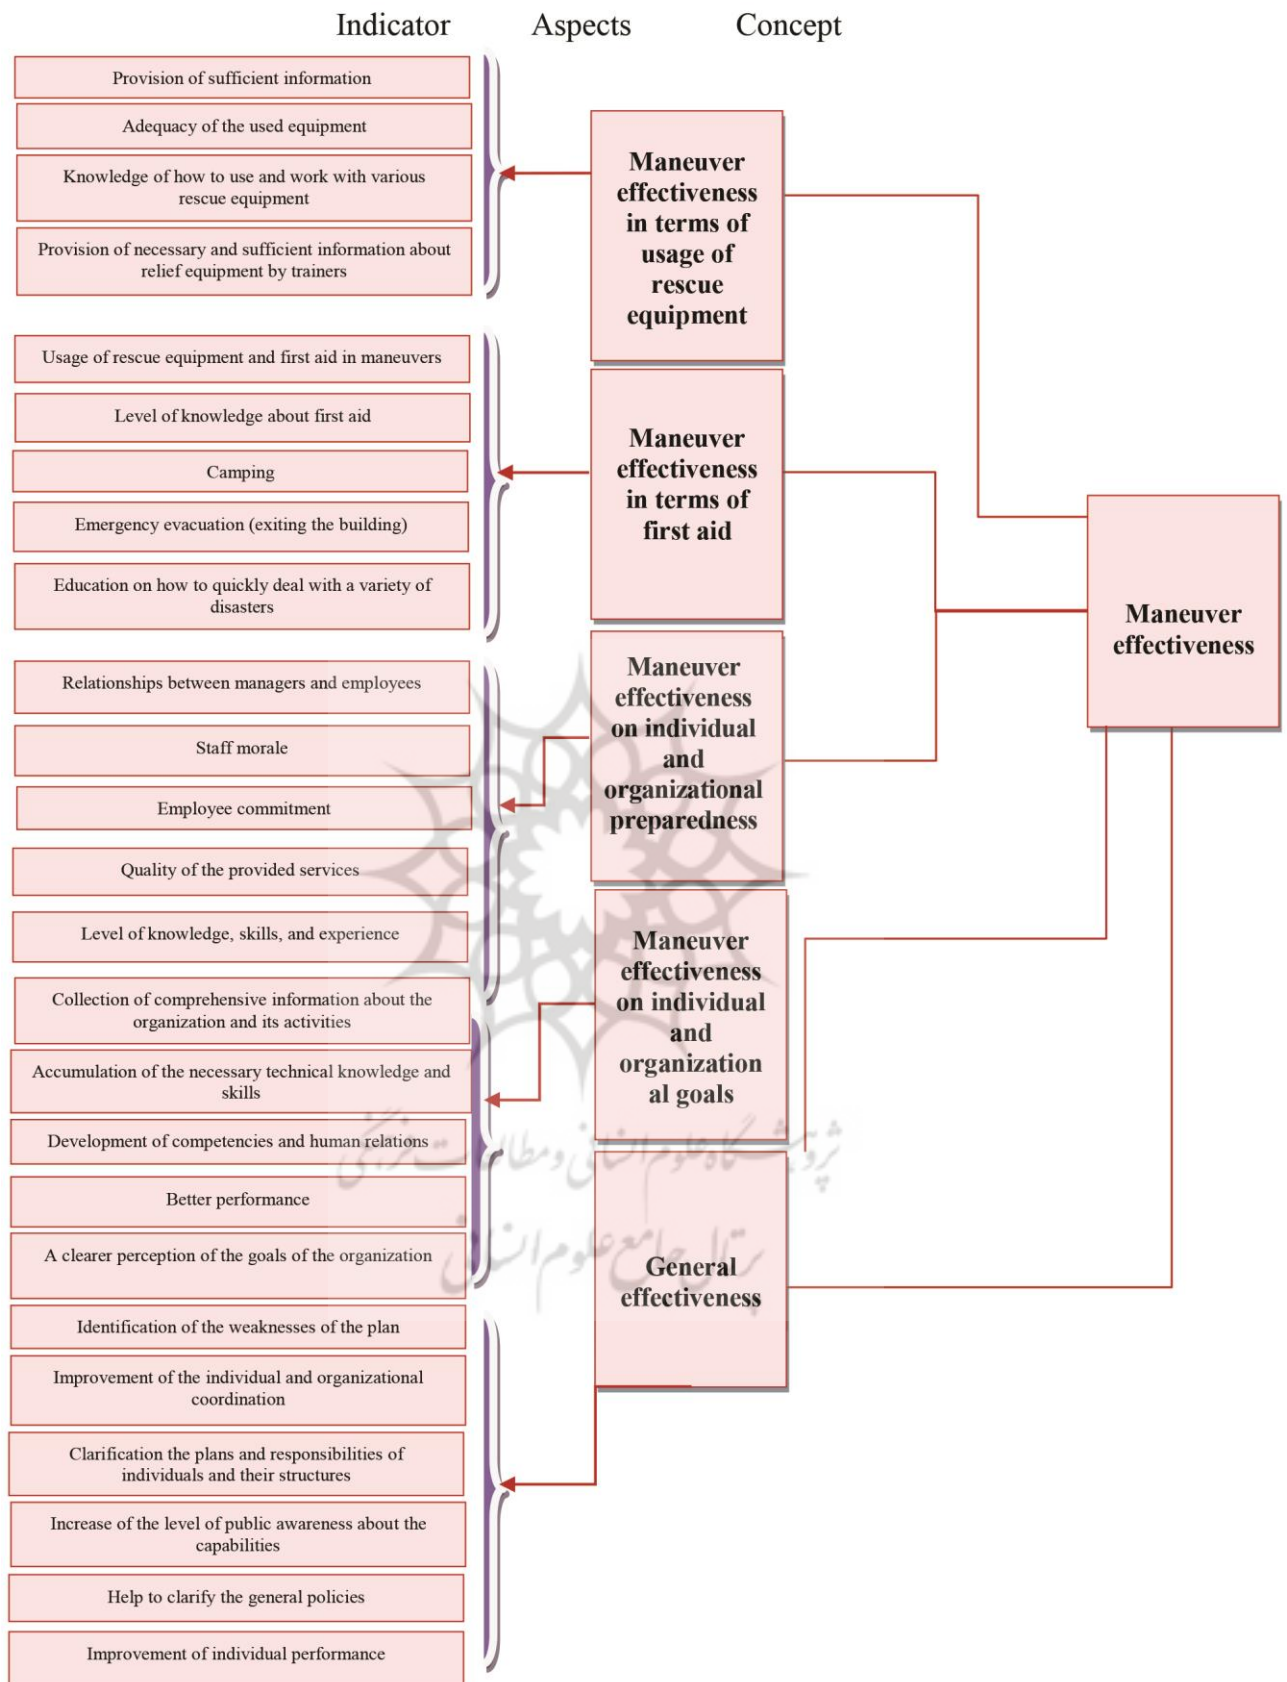 Indicator Aspects Concept
Provision of sufficient information
Adequacy of the used equipment
Knowledge of how to use and work with various
rescue equipment
Provision of necessary and sufficient information about
relief equipment by trainers
Usage of rescue equipment and first aid in maneuvers
Level of knowledge about first aid
Camping
Emergency evacuation (exiting the building)
Education on how to quickly deal with a variety of
disasters
Relationships between managers and employees
Staff morale
Employee commitment
Quality of the provided services
Level of knowledge, skills, and experience
Collection of comprehensive information about the
organization and its activities
Accumulation of the necessary technical knowledge and
skills
Development of competencies and human relations
Better performance
A clearer perception of the goals of the organization
Identification of the weaknesses of the plan
Improvement of the individual and organizational
coordination
Clarification the plans and responsibilities of
individuals and their structures
Increase of the level of public awareness about the
capabilities
Help to clarify the general policies
Improvement of individual performance
Maneuver
effectiveness
in terms of
usage of
rescue
equipment
Maneuver
effectiveness
in terms of
first aid
Maneuver
effectiveness
on individual
and
organizational
preparedness
Maneuver
effectiveness
on individual
and
organization
al goals
General
effectiveness
Maneuver
effectiveness
پژوهشگاه علوم انسانی و مطالعات فرهنگی
پرتال جامع علوم انسانی